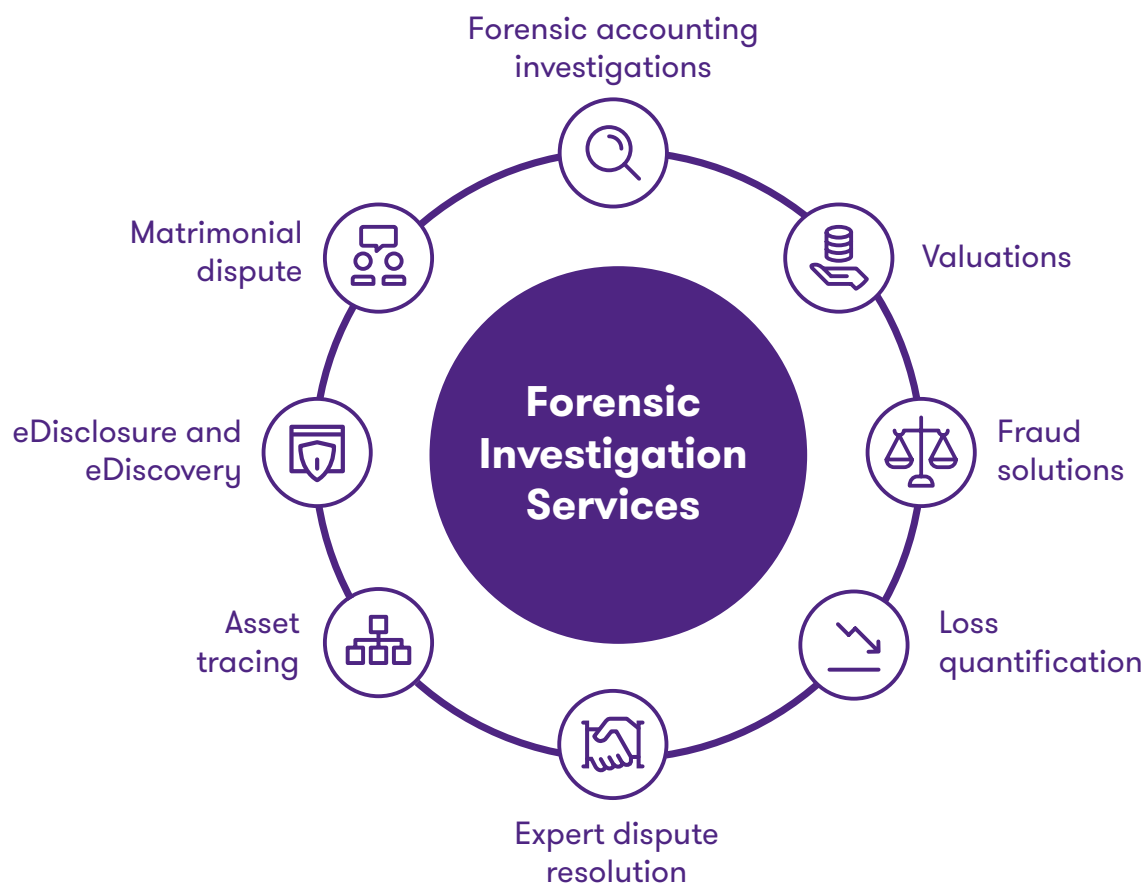 Forensic accounting
investigations
Matrimonial
dispute
Valuations
eDisclosure and
eDiscovery
Forensic
Investigation
Services
Fraud
solutions
Asset
tracing
Loss
quantification
Expert dispute
resolution